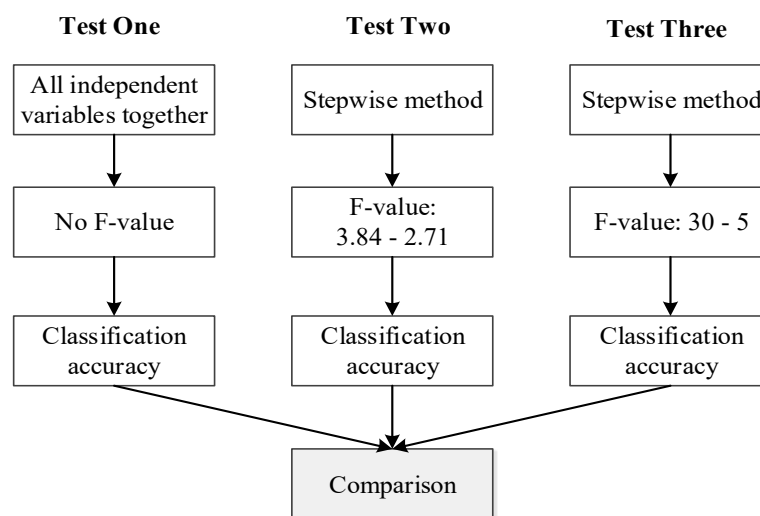 Test One
Test Two
Test Three
All independent
variables together
Stepwise method
Stepwise method
No F-value
F-value:
3.84 - 2.71
F-value: 30 - 5
Classification
accuracy
Classification
accuracy
Classification
accuracy
Comparison